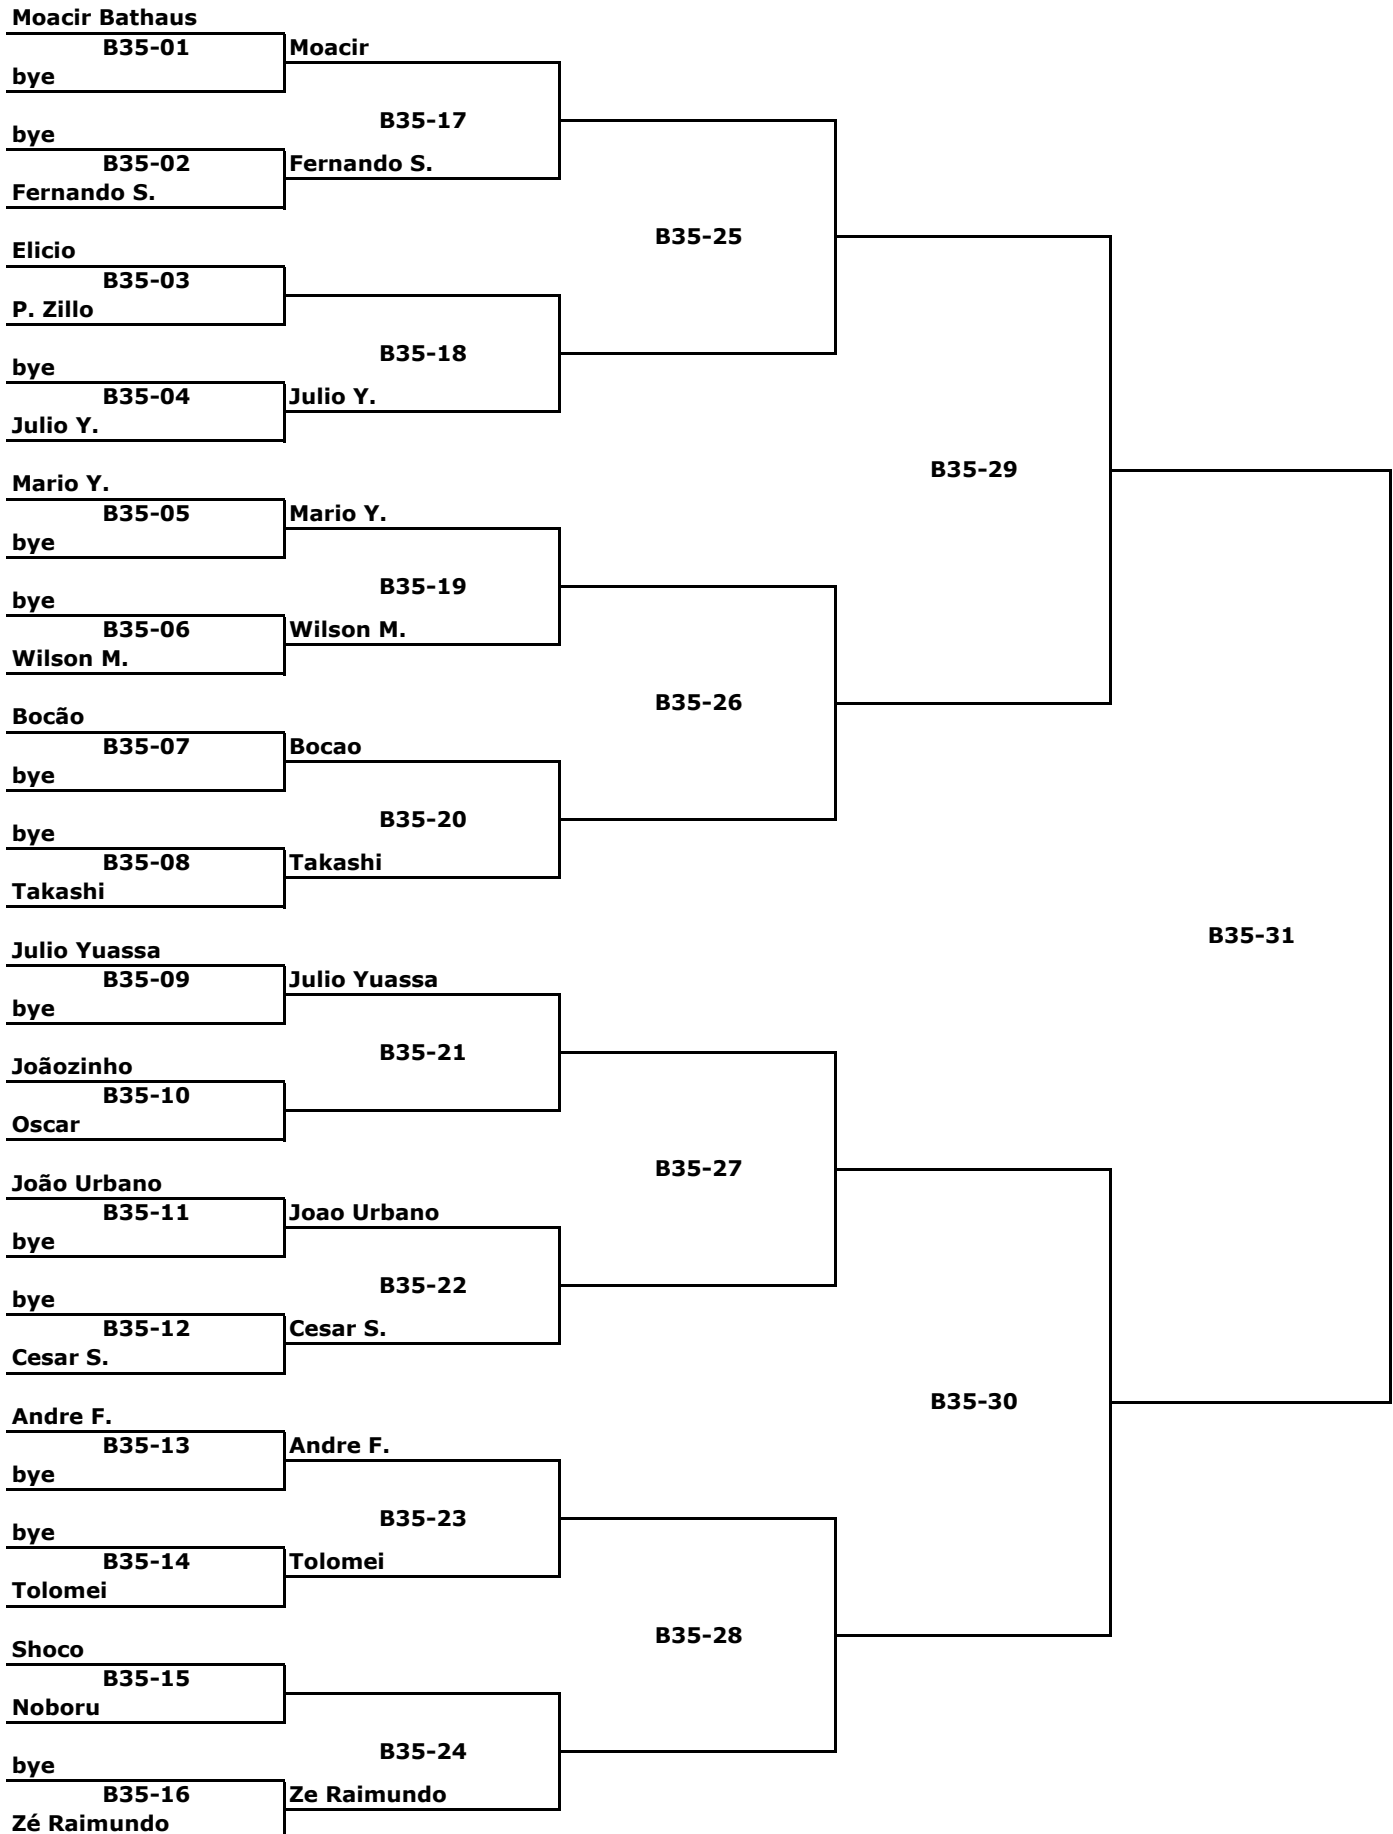 Moacir Bathaus
B35-01
Moacir
bye
B35-17
bye
B35-02
Fernando S.
Fernando S.
B35-25
Elicio
B35-03
P. Zillo
B35-18
bye
B35-04
Julio Y.
Julio Y.
B35-29
Mario Y.
B35-05
Mario Y.
bye
B35-19
bye
B35-06
Wilson M.
Wilson M.
B35-26
Bocão
B35-07
Bocao
bye
B35-20
bye
B35-08
Takashi
Takashi
B35-31
Julio Yuassa
B35-09
Julio Yuassa
bye
B35-21
Joãozinho
B35-10
Oscar
B35-27
João Urbano
B35-11
Joao Urbano
bye
B35-22
bye
B35-12
Cesar S.
Cesar S.
B35-30
Andre F.
B35-13
Andre F.
bye
B35-23
bye
B35-14
Tolomei
Tolomei
B35-28
Shoco
B35-15
Noboru
B35-24
bye
B35-16
Ze Raimundo
Zé Raimundo